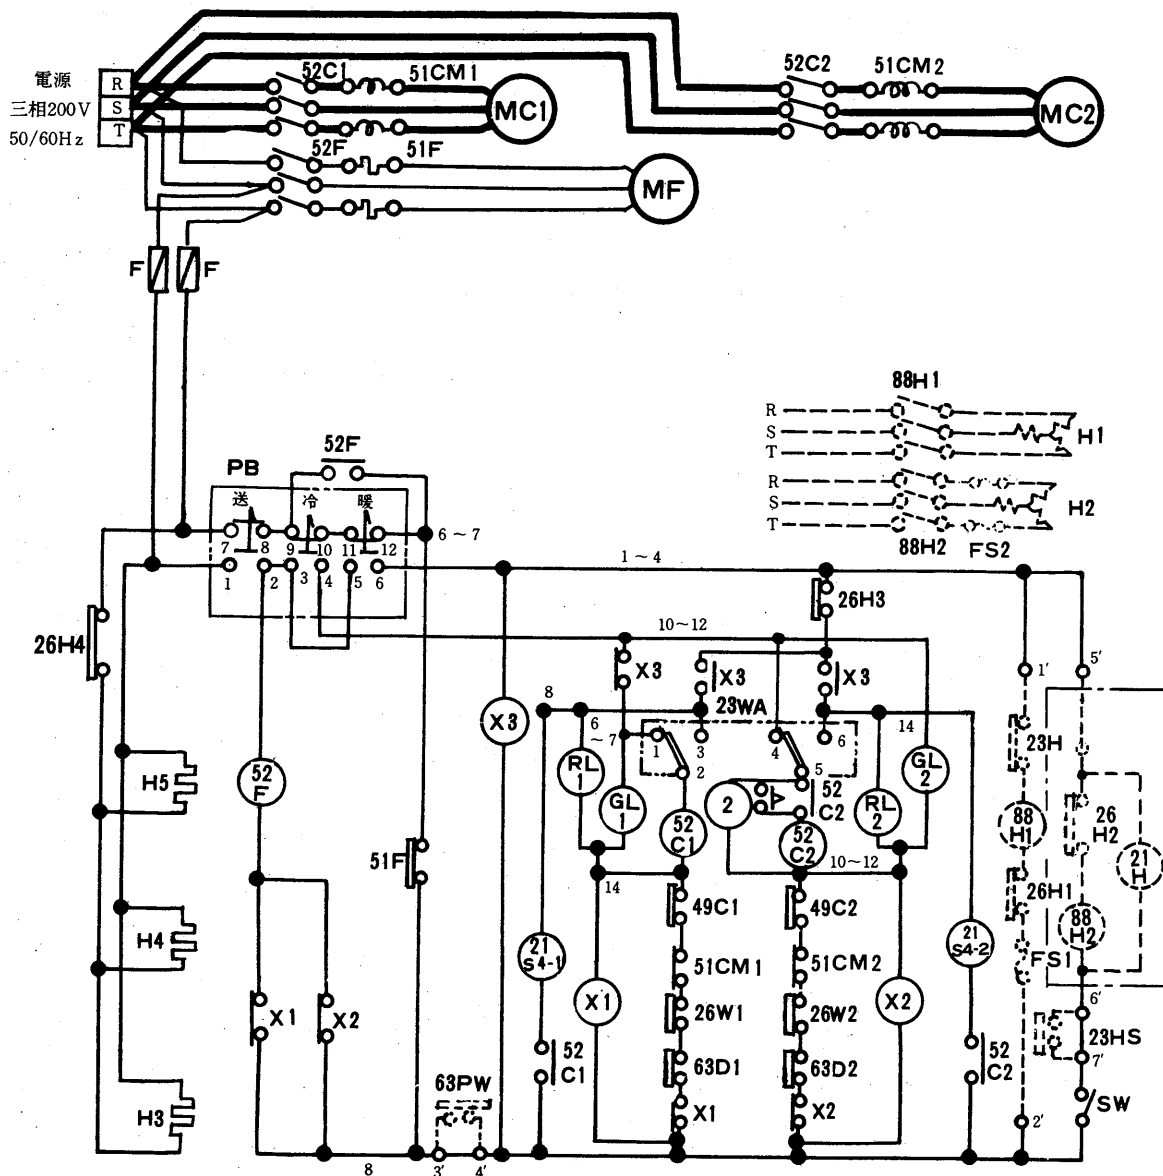 電源
三相200V
50/60Hz
R
S
T
52C1
51CM1
MC1
52C2
51CM2
MC2
52F
51F
MF
F
F
88H1
R
S
T
H1
R
S
T
H2
88H2
FS2
52F
PB
送
冷
暖
7
8
9
10
11
12
6～7
1
2
3
4
5
6
1～4
26H4
26H3
10～12
X3
X3
X3
X3
8
6
～7
23WA
14
1
2
3
4
5
6
1'
5'
RL
1
GL
1
52
C1
2
52
C2
52
C2
RL
2
GL
2
23H
88
H1
26
H2
21
H
H5
52
F
51F
14
10～12
49C1
49C2
26H1
88
H2
H4
21
S4-1
51CM1
51CM2
21
S4-2
FS1
X1
X2
X1
26W1
26W2
X2
6'
23HS
7'
52
C1
63D1
63D2
52
C2
H3
63PW
X1
X2
SW
2'
8
3'
4'